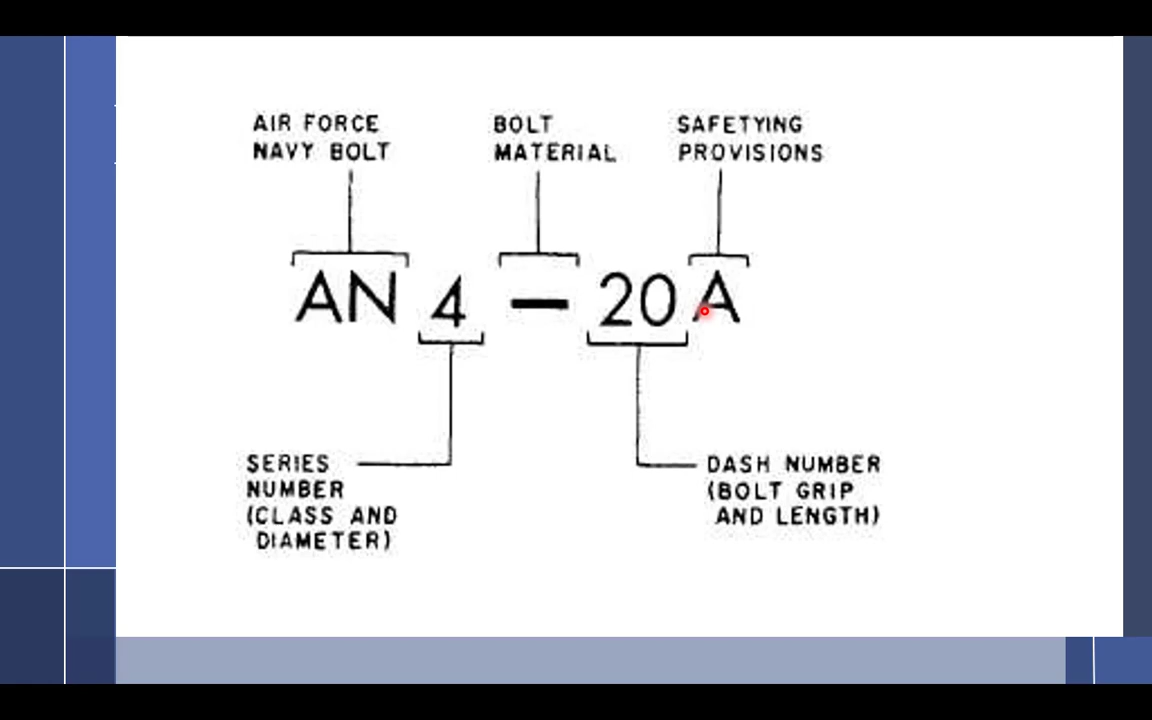 AIR FORCE
NAVY BOLT
BOLT
MATERIAL
SAFETYING
PROVISIONS
AN 4 — 20 A
SERIES
NUMBER
(CLASS AND
DIAMETER)
DASH NUMBER
(BOLT GRIP
AND LENGTH)